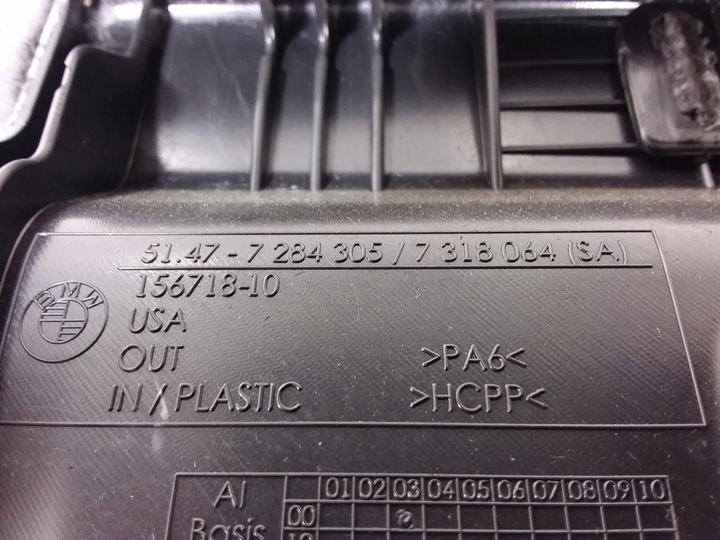 51.47 - 7 284 305 / 7 318 064 (SA)
156718-10
BMW
USA
OUT >PA6<
IN / PLASTIC >HCPP<
AI 01 02 03 04 05 06 07 08 09 10
Basis 00
10